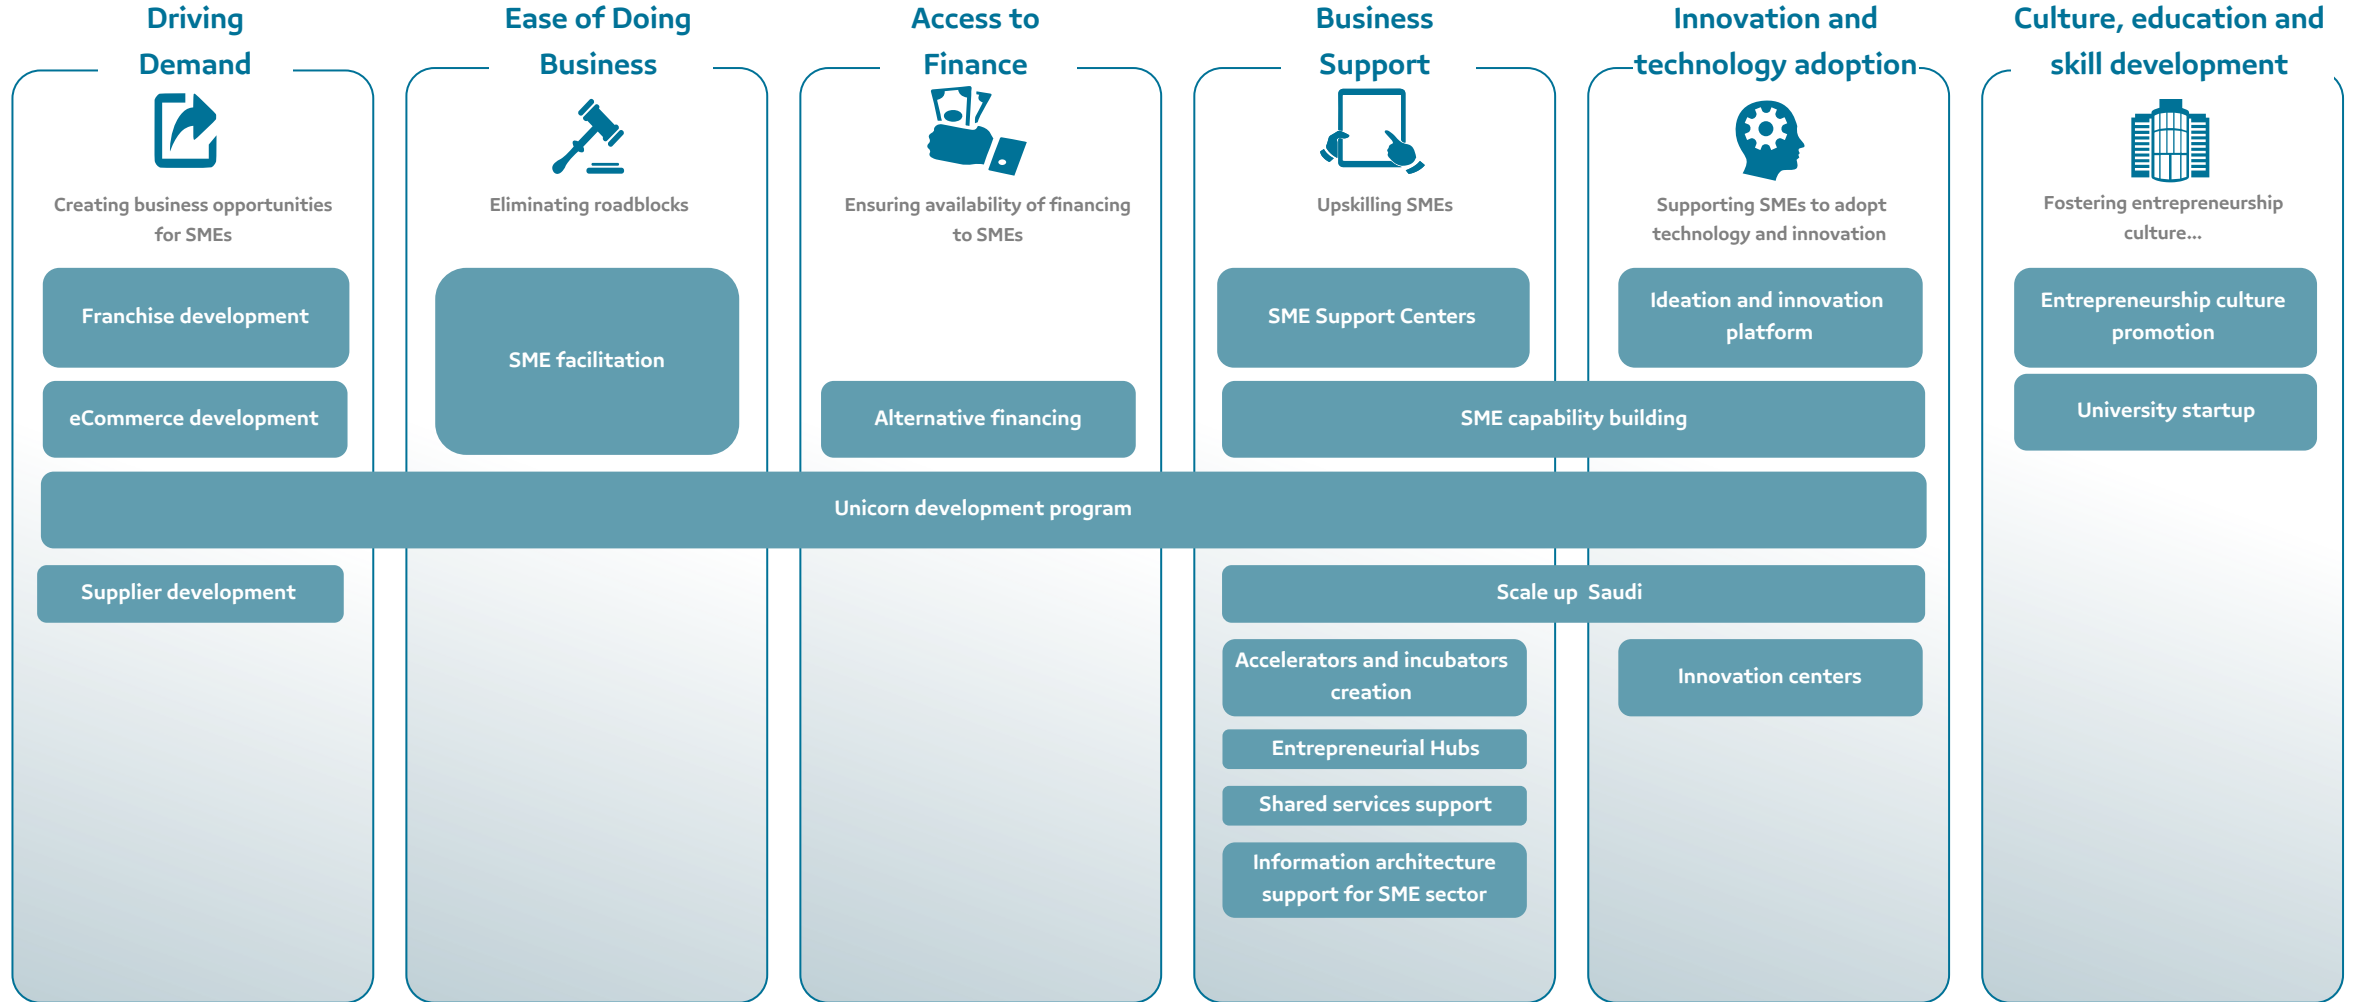 Driving
Demand
Creating business opportunities
for SMEs
Franchise development
eCommerce development
Supplier development
Ease of Doing
Business
Eliminating roadblocks
SME facilitation
Access to
Finance
Ensuring availability of financing
to SMEs
Alternative financing
Unicorn development program
Business
Support
Upskilling SMEs
SME Support Centers
SME capability building
Scale up  Saudi
Accelerators and incubators
creation
Entrepreneurial Hubs
Shared services support
Information architecture
support for SME sector
Innovation and
technology adoption
Supporting SMEs to adopt
technology and innovation
Ideation and innovation
platform
Innovation centers
Culture, education and
skill development
Fostering entrepreneurship
culture...
Entrepreneurship culture
promotion
University startup